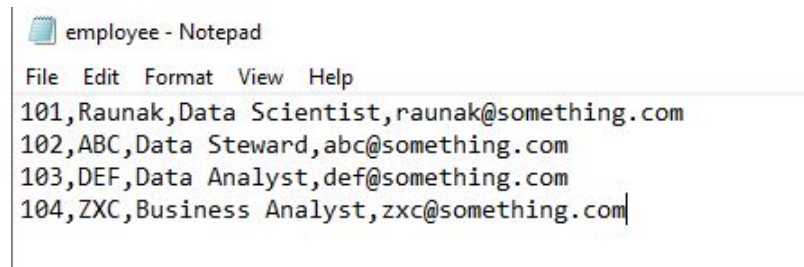 employee - Notepad
File Edit Format View Help
101,Raunak,Data Scientist,raunak@something.com
102,ABC,Data Steward,abc@something.com
103,DEF,Data Analyst,def@something.com
104,ZXC,Business Analyst,zxc@something.com